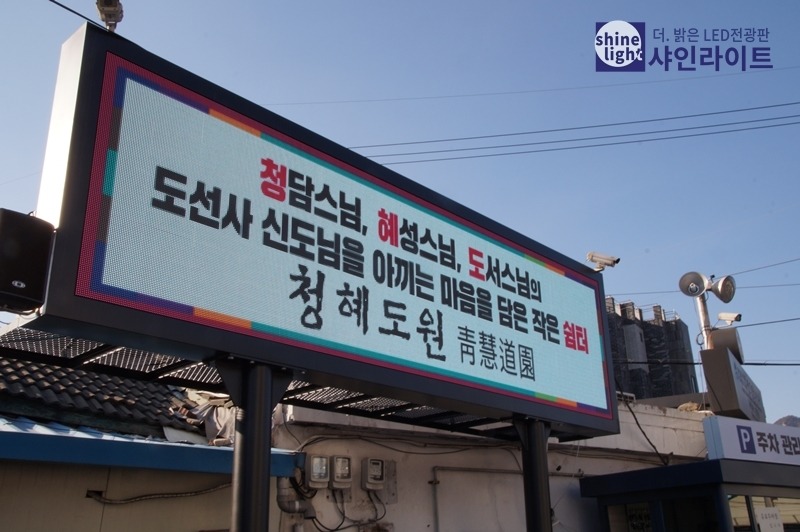 shine light
더. 밝은 LED전광판
샤인라이트
청담스님, 혜성스님, 도서스님의
도선사 신도님을 아끼는 마음을 담은 작은 쉼터
청혜도원 靑慧道園
P 주차 관리